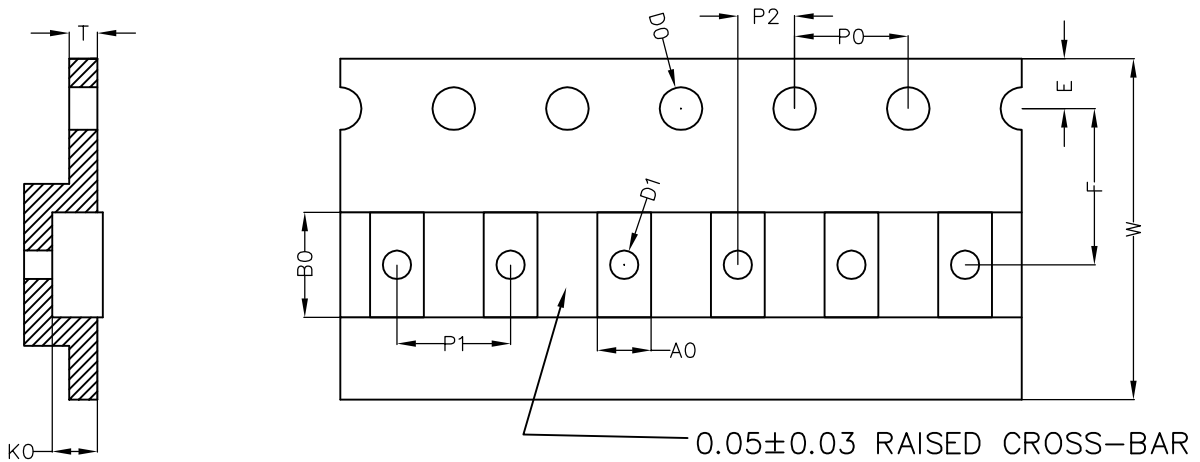 T
P2
D0
P0
E
D1
F
B0
W
P1
A0
K0
0.05±0.03 RAISED CROSS-BAR